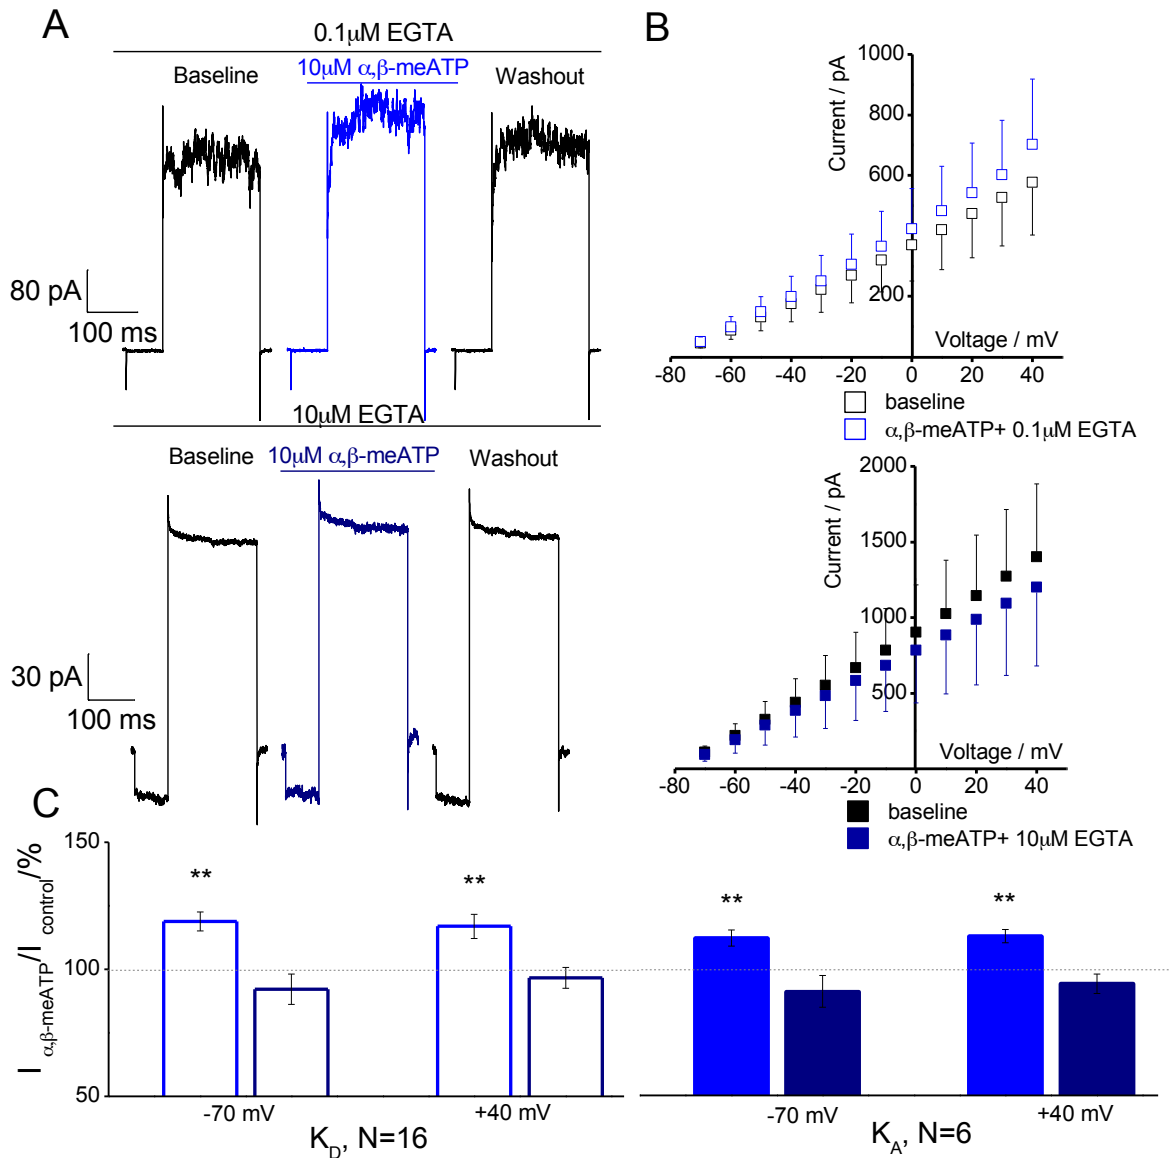 A
0.1μM EGTA
Baseline
10μM α,β-meATP
Washout
80 pA
100 ms
10μM EGTA
Baseline
10μM α,β-meATP
Washout
30 pA
100 ms
B
1000
800
600
200
Current / pA
Voltage / mV
-80 -60 -40 -20 0 20 40
baseline
α,β-meATP+ 0.1μM EGTA
2000
1500
1000
500
Current / pA
Voltage / mV
-80 -60 -40 -20 0 20 40
baseline
α,β-meATP+ 10μM EGTA
C
150
100
50
I α,β-meATP/I control/%
** ** ** **
-70 mV +40 mV -70 mV +40 mV
KD, N=16 KA, N=6